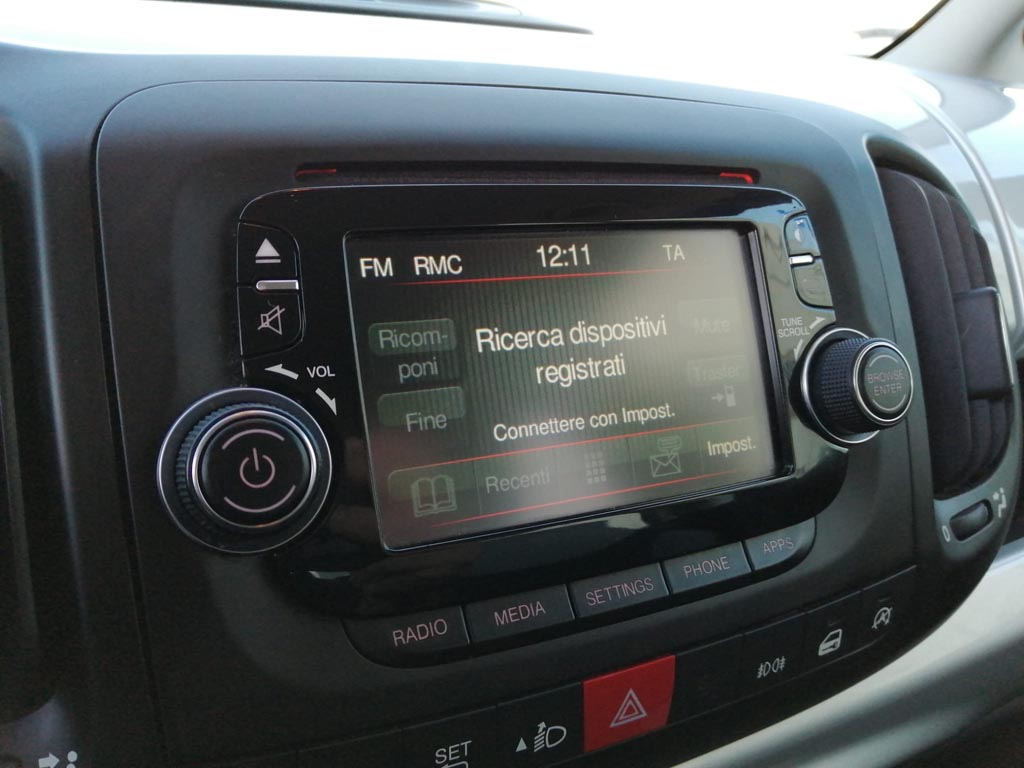 FM RMC 12:11 TA
Ricom-
poni
Ricerca dispositivi
registrati
Mute
Fine
Connettere con Impost.
Trasfer
Recenti
Impost.
VOL
TUNE
SCROLL
BROWSE
ENTER
RADIO MEDIA SETTINGS PHONE APPS
SET
0